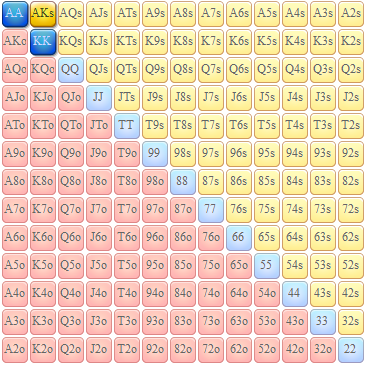 AA AKs AQs AJs ATs A9s A8s A7s A6s A5s A4s A3s A2s
AKo KK KQs KJs KTs K9s K8s K7s K6s K5s K4s K3s K2s
AQo KQo QQ QJs QTs Q9s Q8s Q7s Q6s Q5s Q4s Q3s Q2s
AJo KJo QJo JJ JTs J9s J8s J7s J6s J5s J4s J3s J2s
ATo KTo QTo JTo TT T9s T8s T7s T6s T5s T4s T3s T2s
A9o K9o Q9o J9o T9o 99 98s 97s 96s 95s 94s 93s 92s
A8o K8o Q8o J8o T8o 98o 88 87s 86s 85s 84s 83s 82s
A7o K7o Q7o J7o T7o 97o 87o 77 76s 75s 74s 73s 72s
A6o K6o Q6o J6o T6o 96o 86o 76o 66 65s 64s 63s 62s
A5o K5o Q5o J5o T5o 95o 85o 75o 65o 55 54s 53s 52s
A4o K4o Q4o J4o T4o 94o 84o 74o 64o 54o 44 43s 42s
A3o K3o Q3o J3o T3o 93o 83o 73o 63o 53o 43o 33 32s
A2o K2o Q2o J2o T2o 92o 82o 72o 62o 52o 42o 32o 22